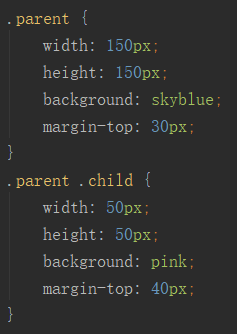 .parent {
    width: 150px;
    height: 150px;
    background: skyblue;
    margin-top: 30px;
}
.parent .child {
    width: 50px;
    height: 50px;
    background: pink;
    margin-top: 40px;
}